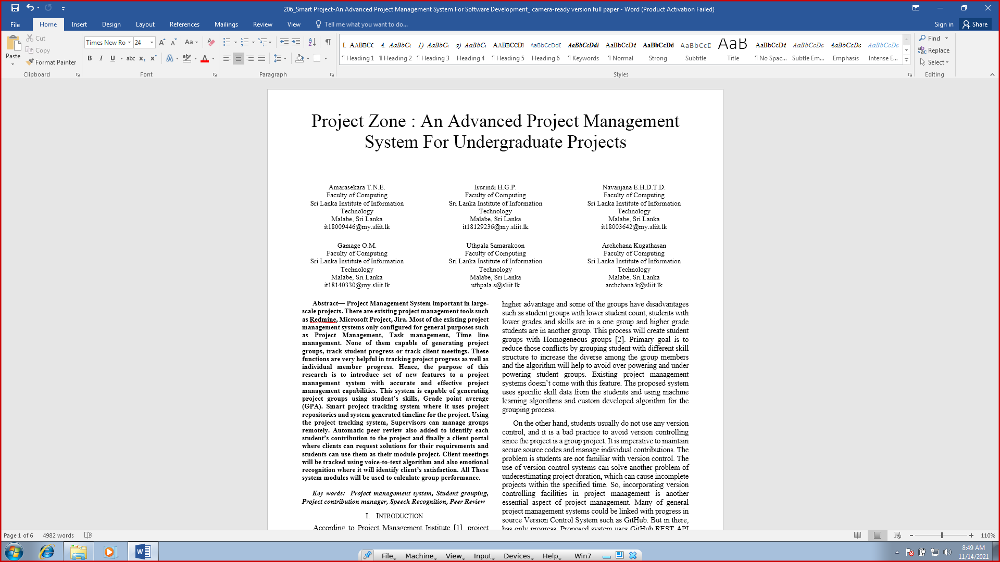 206_Smart Project-An Advanced Project Management System For Software Development_ camera-ready version full paper - Word (Product Activation Failed)
File Home Insert Design Layout References Mailings Review View Tell me what you want to do... Sign in Share
Paste
Cut
Copy
Format Painter
Times New Ro 24
I. AABBCC A. AaBbCc 1) AaBbC a) AaBbC AABBCCDI AaBbCcDdE AaBbCcDdl AaBbCcDd AaBbCcDd AaBbCcD AaB AaBbCcDd AaBbCcDd AaBbCcDd AaBbCcDd
¶ Heading 1 ¶ Heading 2 ¶ Heading 3 Heading 4 ¶ Heading 5 Heading 6 ¶ Keywords ¶ Normal Strong Subtitle Title ¶ No Spac... Subtle Em... Emphasis Intense E...
Find
Replace
Select
Clipboard Font Paragraph Styles Editing
Project Zone : An Advanced Project Management
System For Undergraduate Projects
Amarasekara T.N.E.
Faculty of Computing
Sri Lanka Institute of Information
Technology
Malabe, Sri Lanka
it18009446@my.sliit.lk
Isurindi H.G.P.
Faculty of Computing
Sri Lanka Institute of Information
Technology
Malabe, Sri Lanka
it18129236@my.sliit.lk
Navanjana E.H.D.T.D.
Faculty of Computing
Sri Lanka Institute of Information
Technology
Malabe, Sri Lanka
it18003642@my.sliit.lk
Gamage O.M.
Faculty of Computing
Sri Lanka Institute of Information
Technology
Malabe, Sri Lanka
it18140330@my.sliit.lk
Uthpala Samarakoon
Faculty of Computing
Sri Lanka Institute of Information
Technology
Malabe, Sri Lanka
uthpala.s@sliit.lk
Archchana Kugathasan
Faculty of Computing
Sri Lanka Institute of Information
Technology
Malabe, Sri Lanka
archchana.k@sliit.lk
Abstract— Project Management System important in large-
scale projects. There are existing project management tools such
as Redmine, Microsoft Project, Jira. Most of the existing project
management systems only configured for general purposes such
as Project Management, Task management, Time line
management. None of them capable of generating project
groups, track student progress or track client meetings. These
functions are very helpful in tracking project progress as well as
individual member progress. Hence, the purpose of this
research is to introduce set of new features to a project
management system with accurate and effective project
management capabilities. This system is capable of generating
project groups using student’s skills, Grade point average
(GPA). Smart project tracking system where it uses project
repositories and system generated timeline for the project. Using
the project tracking system, Supervisors can manage groups
remotely. Automatic peer review also added to identify each
student’s contribution to the project and finally a client portal
where clients can request solutions for their requirements and
students can use them as their module project. Client meetings
will be tracked using voice-to-text algorithm and also emotional
recognition where it will identify client’s satisfaction. All These
system modules will be used to calculate group performance.
Key words: Project management system, Student grouping,
Project contribution manager, Speech Recognition, Peer Review
I. INTRODUCTION
According to Project Management Institute [1], project
higher advantage and some of the groups have disadvantages
such as student groups with lower student count, students with
lower grades and skills are in a one group and higher grade
students are in another group. This process will create student
groups with Homogeneous groups [2]. Primary goal is to
reduce those conflicts by grouping student with different skill
structure to increase the diverse among the group members
and the algorithm will help to avoid over powering and under
powering student groups. Existing project management
systems doesn’t come with this feature. The proposed system
uses specific skill data from the students and using machine
learning algorithms and custom developed algorithm for the
grouping process.
On the other hand, students usually do not use any version
control, and it is a bad practice to avoid version controlling
since the project is a group project. It is imperative to maintain
secure source codes and manage individual contributions. The
problem is students are not familiar with version control. The
use of version control systems can solve another problem of
underestimating project duration, which can cause incomplete
projects within the specified time. So, incorporating version
controlling facilities in project management is another
essential aspect of project management. Many of general
project management systems could be linked with progress in
source Version Control System such as GitHub. But in there,
has only progress. Proposed system uses GitHub REST API
Page 1 of 6 4982 words 110%
File Machine View Input Devices Help Win7
8:49 AM
11/14/2021